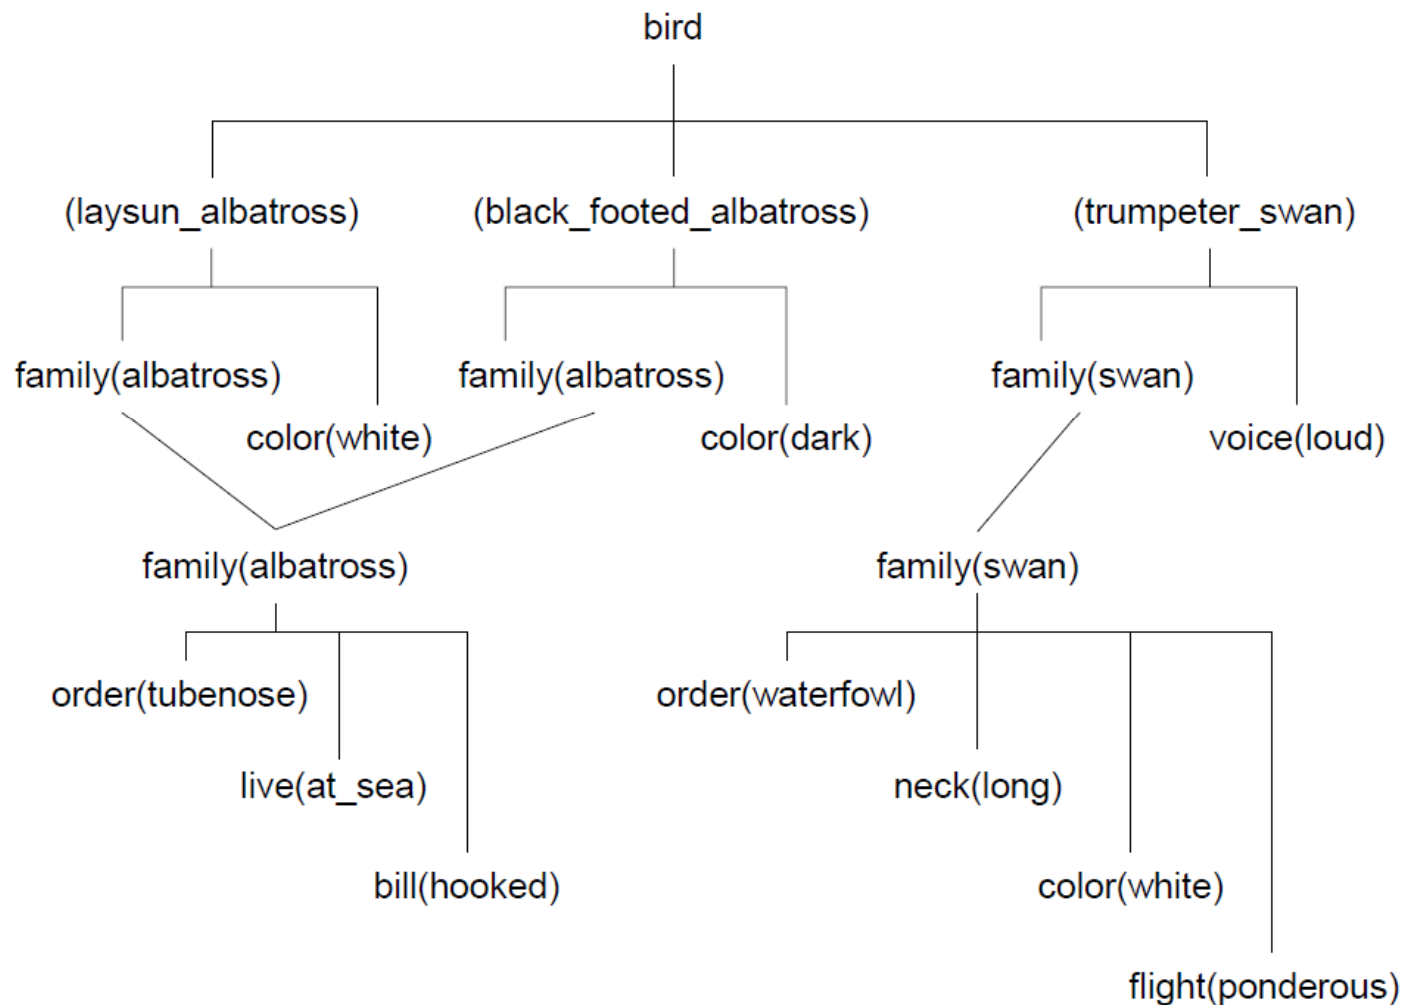 bird
(laysun_albatross)
(black_footed_albatross)
(trumpeter_swan)
family(albatross)
family(albatross)
family(swan)
color(white)
color(dark)
voice(loud)
family(albatross)
family(swan)
order(tubenose)
order(waterfowl)
live(at_sea)
neck(long)
bill(hooked)
color(white)
flight(ponderous)